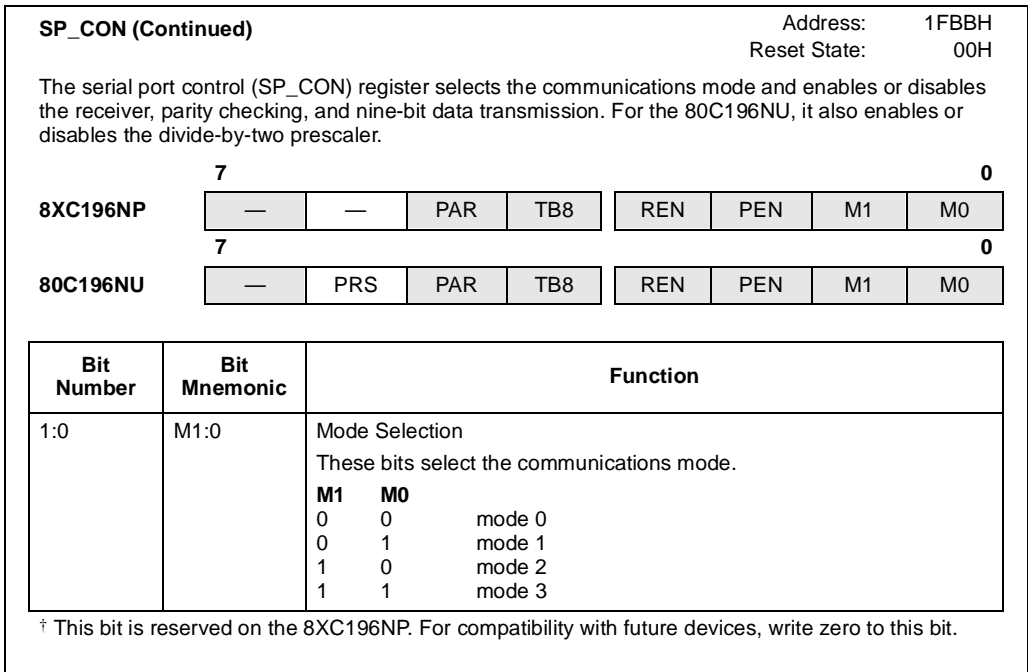 SP_CON (Continued) Address: 1FBBH
Reset State: 00H
The serial port control (SP_CON) register selects the communications mode and enables or disables
the receiver, parity checking, and nine-bit data transmission. For the 80C196NU, it also enables or
disables the divide-by-two prescaler.
7 0
8XC196NP — — PAR TB8 REN PEN M1 M0
7 0
80C196NU — PRS PAR TB8 REN PEN M1 M0
Bit Number Bit Mnemonic Function
1:0 M1:0 Mode Selection
These bits select the communications mode.
M1 M0
0 0 mode 0
0 1 mode 1
1 0 mode 2
1 1 mode 3
† This bit is reserved on the 8XC196NP. For compatibility with future devices, write zero to this bit.